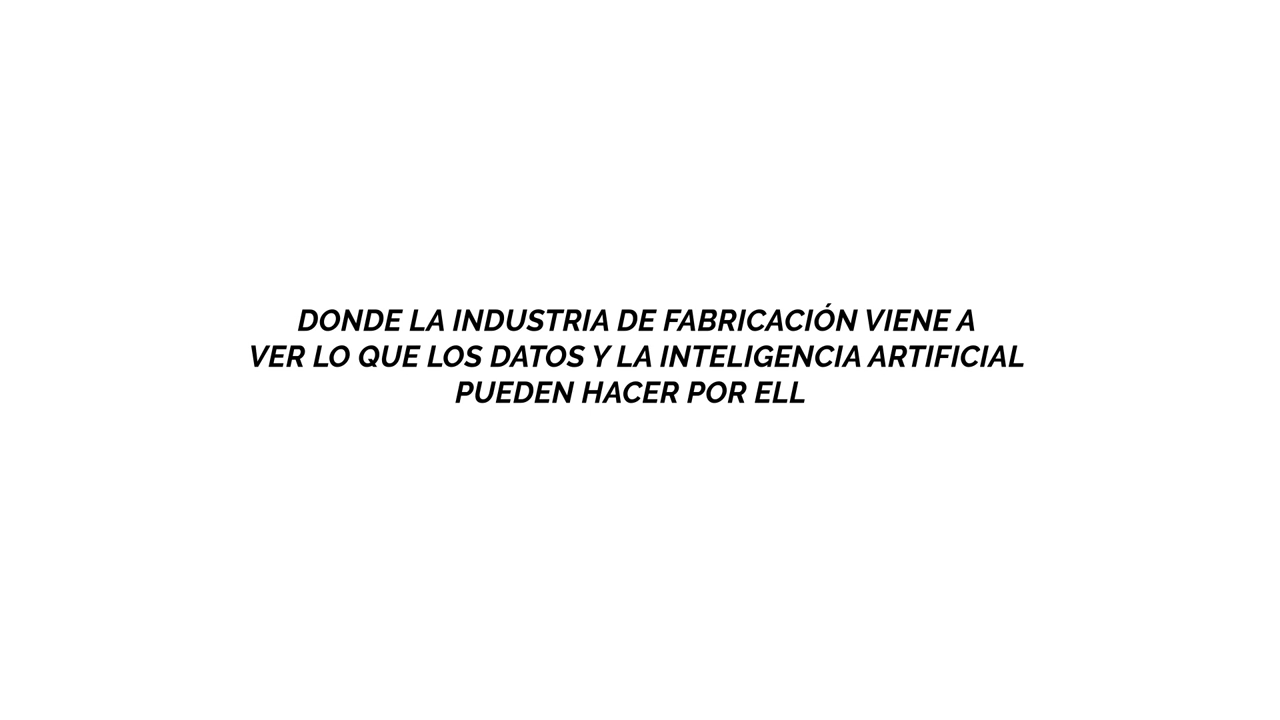 DONDE LA INDUSTRIA DE FABRICACIÓN VIENE A
VER LO QUE LOS DATOS Y LA INTELIGENCIA ARTIFICIAL
PUEDEN HACER POR ELL